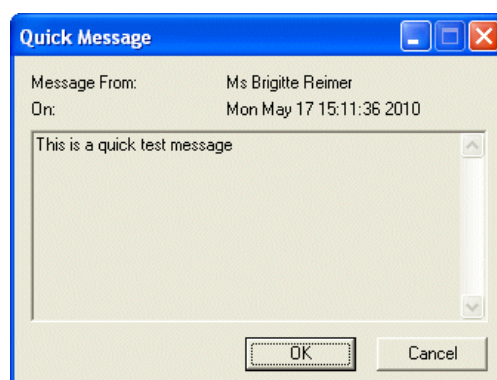 Quick Message
Message From: Ms Brigitte Reimer
On: Mon May 17 15:11:36 2010
This is a quick test message
OK Cancel